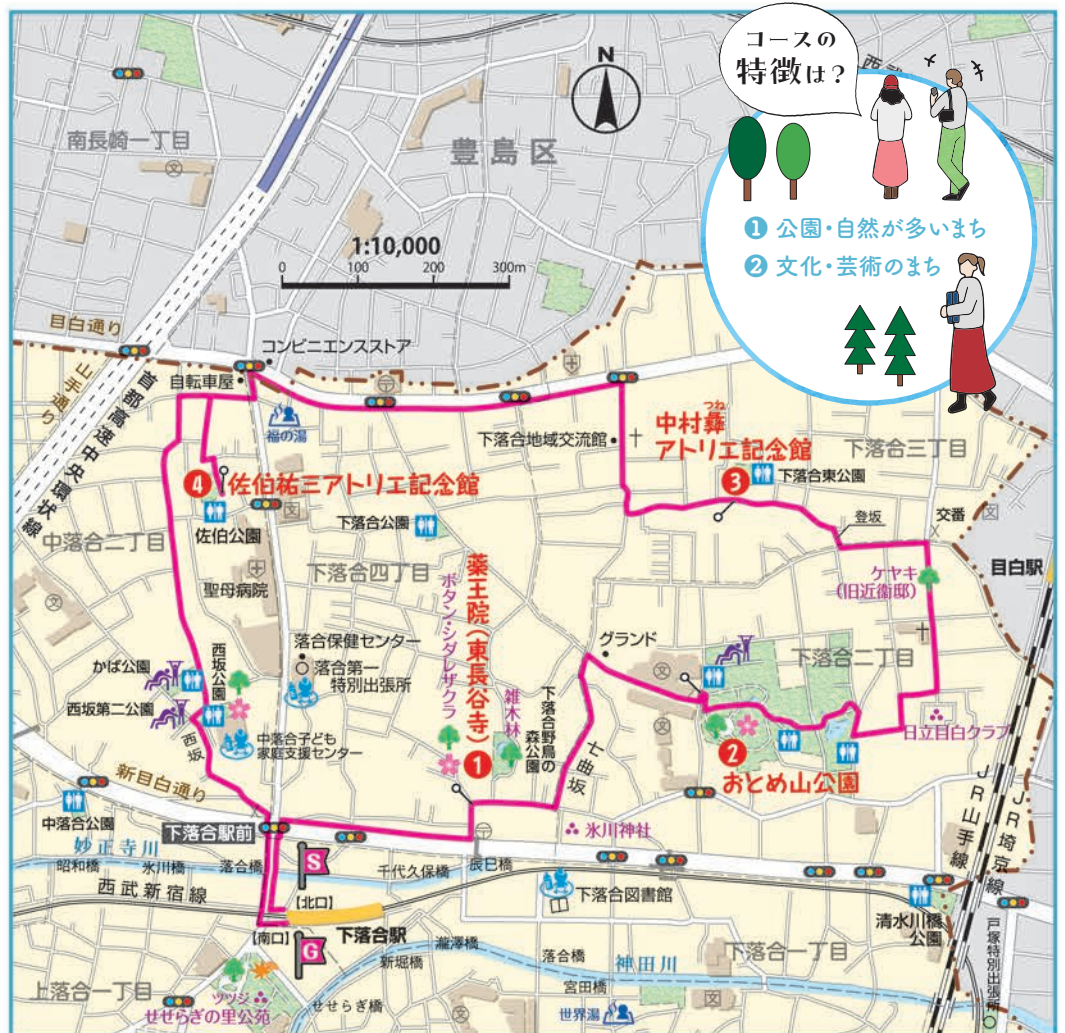 コースの
特徴は?
西武
N
南長崎一丁目
豊島区
1:10,000
0 100 200 300m
❶ 公園・自然が多いまち
❷ 文化・芸術のまち
目白通り
山手通り
首都高速中央環状線
コンビニエンスストア
自転車屋
福の湯
下落合地域交流館
つね
中村彝
アトリエ記念館
❸
下落合東公園
下落合三丁目
❹
佐伯祐三アトリエ記念館
佐伯公園
下落合公園
登坂
交番
中落合二丁目
聖母病院
下落合四丁目
ケヤキ
(旧近衛邸)
目白駅
薬王院(東長谷寺)
ボタン・シダレザクラ
❶
雑木林
下落合野鳥の
森公園
グランド
落合保健センター
落合第一
特別出張所
かば公園
西坂公園
西坂第二公園
西坂
中落合子ども
家庭支援センター
七曲坂
下落合二丁目
❷
おとめ山公園
日立目白クラブ
新目白通り
中落合公園
下落合駅前
氷川神社
JR山手線
JR埼京線
妙正寺川
昭和橋
氷川橋
落合橋
千代久保橋
辰巳橋
西武新宿線
S
【北口】
下落合駅
【南口】
G
下落合図書館
清水川橋
公園
戸塚特別出張所
瀧澤橋
新堀橋
落合橋
宮田橋
神田川
下落合一丁目
上落合一丁目
ツツジ
せせらぎの里公苑
せせらぎ橋
世界湯